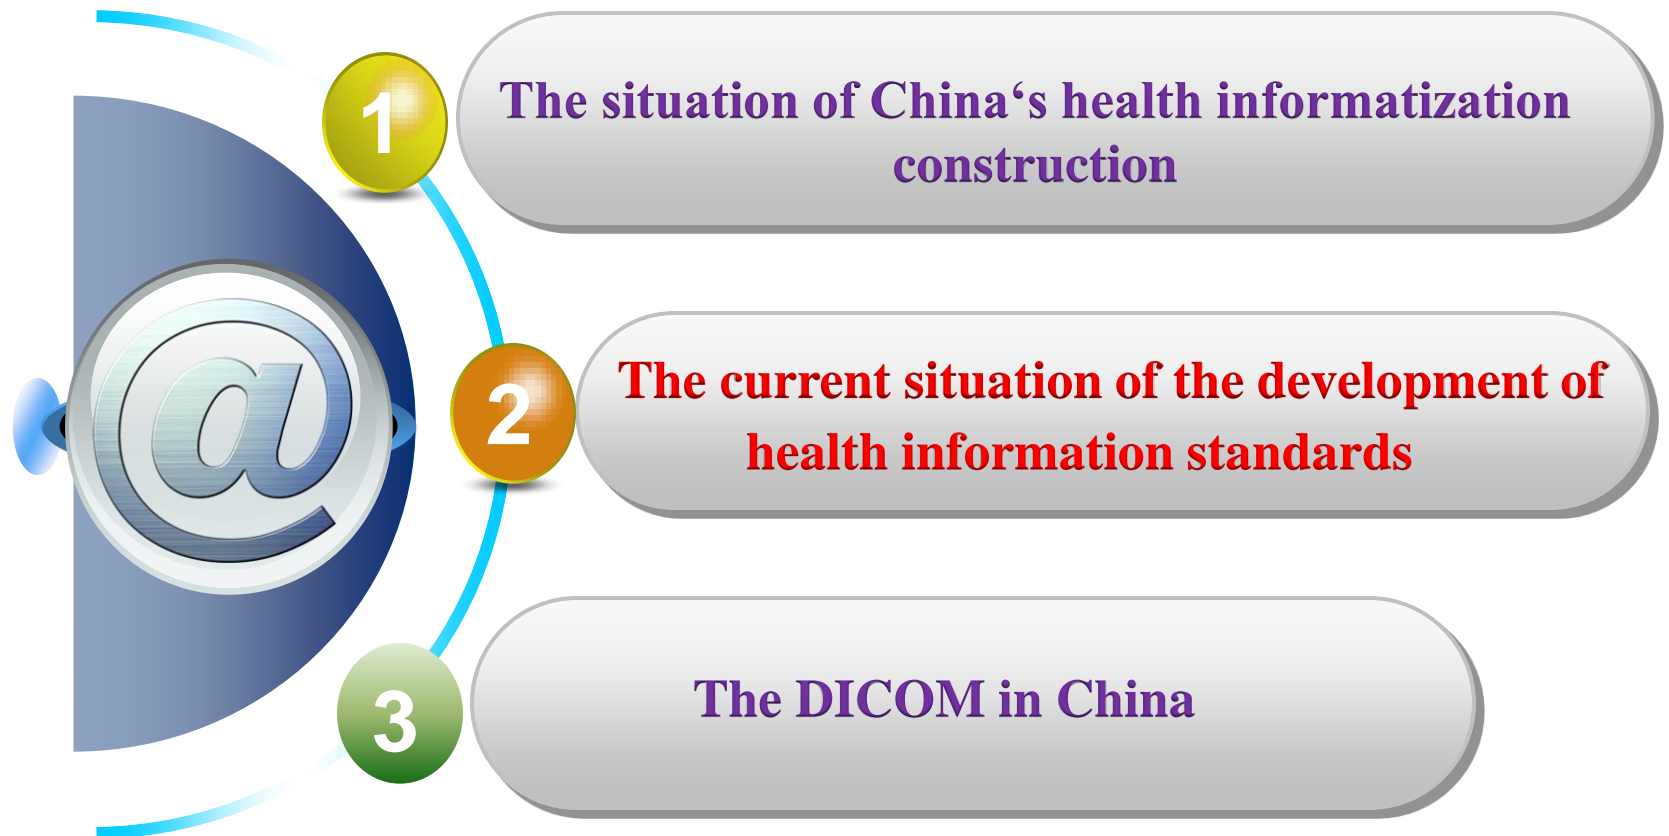 1
The situation of China‘s health informatization
construction
@
2
The current situation of the development of
health information standards
3
The DICOM in China